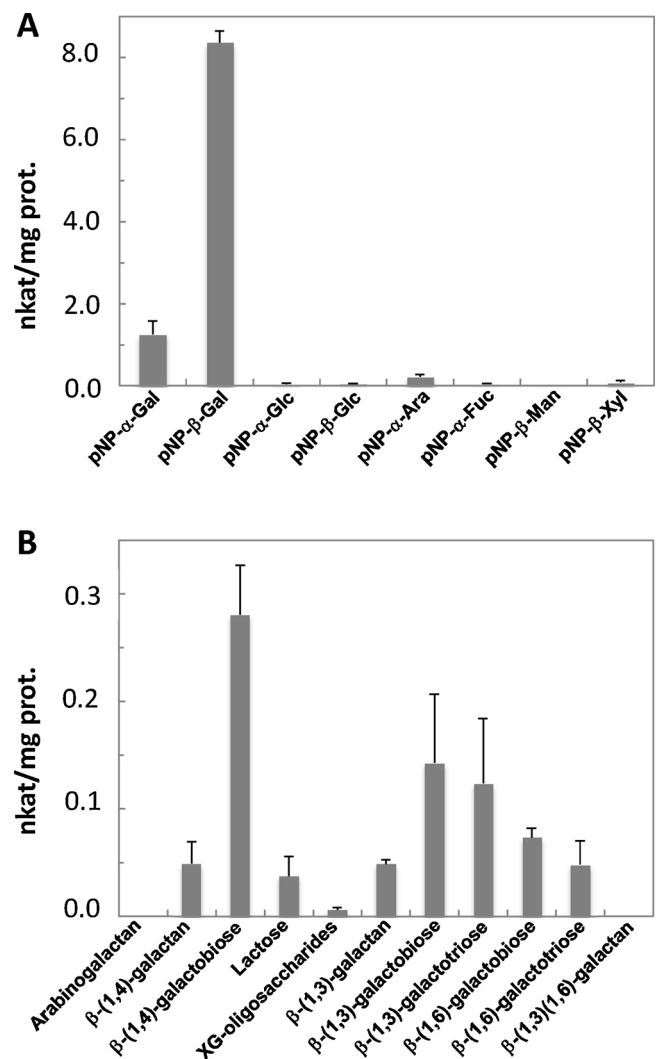 A
nkat/mg prot.
8.0
6.0
4.0
2.0
0.0
pNP-α-Gal
pNP-β-Gal
pNP-α-Glc
pNP-β-Glc
pNP-α-Ara
pNP-α-Fuc
pNP-β-Man
pNP-β-Xyl
B
nkat/mg prot.
0.3
0.2
0.1
0.0
Arabinogalactan
β-(1,4)-galactan
β-(1,4)-galactobiose
Lactose
XG-oligosaccharides
β-(1,3)-galactan
β-(1,3)-galactobiose
β-(1,3)-galactotriose
β-(1,6)-galactobiose
β-(1,6)-galactotriose
β-(1,3)(1,6)-galactan